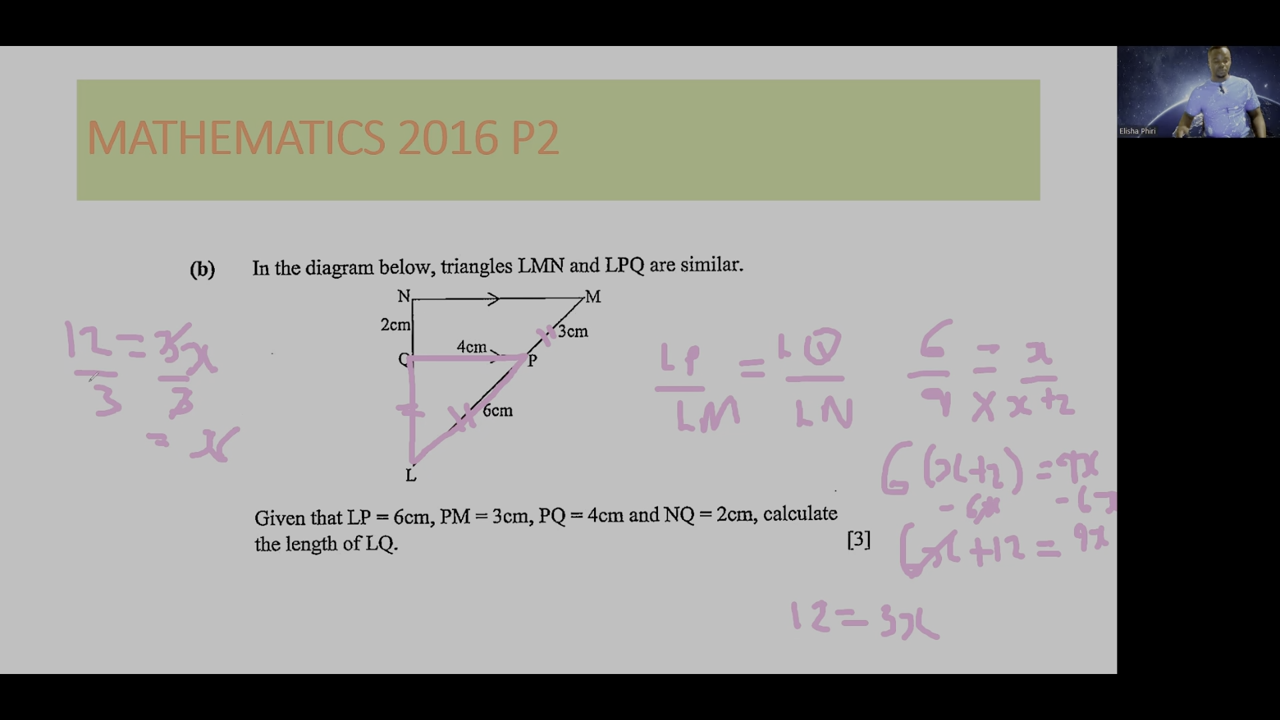 MATHEMATICS 2016 P2
Elisha Phiri
(b) In the diagram below, triangles LMN and LPQ are similar.
N M
2cm 3cm
4cm
Q P
6cm
L
12 = 3x
3 3
= x
LP = LQ
LM LN
6 = x
9 x+2
6(x+2) = 9x
- 6x - 6x
6x + 12 = 9x
12 = 3x
Given that LP = 6cm, PM = 3cm, PQ = 4cm and NQ = 2cm, calculate
the length of LQ. [3]